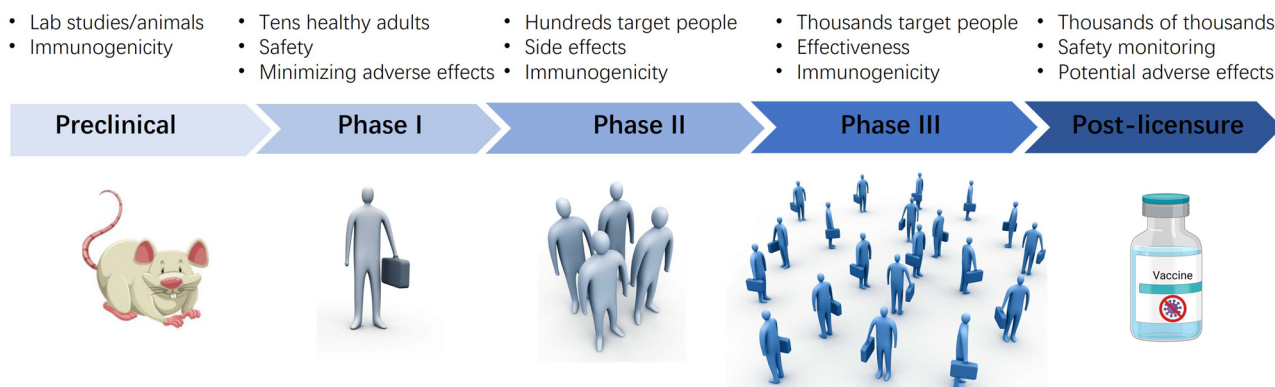 • Lab studies/animals
• Immunogenicity
• Tens healthy adults
• Safety
• Minimizing adverse effects
• Hundreds target people
• Side effects
• Immunogenicity
• Thousands target people
• Effectiveness
• Immunogenicity
• Thousands of thousands
• Safety monitoring
• Potential adverse effects
Preclinical
Phase I
Phase II
Phase III
Post-licensure
Vaccine